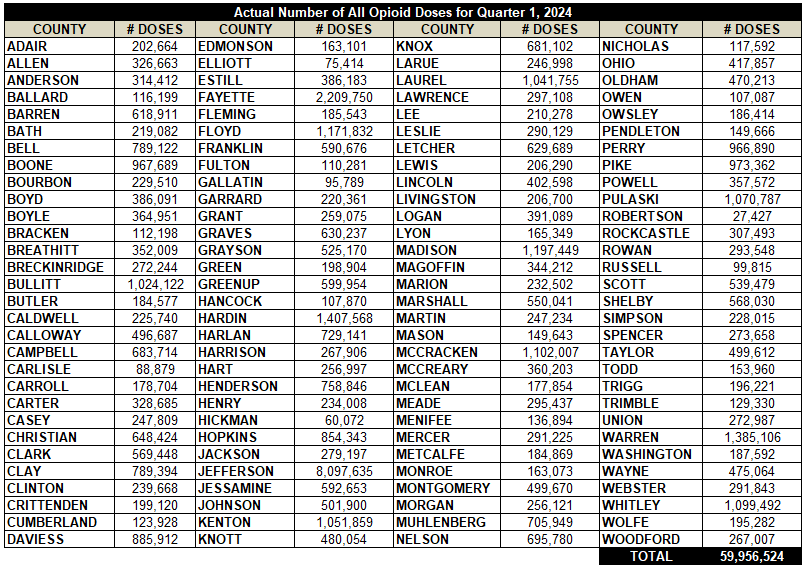 Actual Number of All Opioid Doses for Quarter 1, 2024
COUNTY # DOSES COUNTY # DOSES COUNTY # DOSES COUNTY # DOSES
ADAIR 202,664 EDMONSON 163,101 KNOX 681,102 NICHOLAS 117,592
ALLEN 326,663 ELLIOTT 75,414 LARUE 246,998 OHIO 417,857
ANDERSON 314,412 ESTILL 386,183 LAUREL 1,041,755 OLDHAM 470,213
BALLARD 116,199 FAYETTE 2,209,750 LAWRENCE 297,108 OWEN 107,087
BARREN 618,911 FLEMING 185,543 LEE 210,278 OWSLEY 186,414
BATH 219,082 FLOYD 1,171,832 LESLIE 290,129 PENDLETON 149,666
BELL 789,122 FRANKLIN 590,676 LETCHER 629,689 PERRY 966,890
BOONE 967,689 FULTON 110,281 LEWIS 206,290 PIKE 973,362
BOURBON 229,510 GALLATIN 95,789 LINCOLN 402,598 POWELL 357,572
BOYD 386,091 GARRARD 220,361 LIVINGSTON 206,700 PULASKI 1,070,787
BOYLE 364,951 GRANT 259,075 LOGAN 391,089 ROBERTSON 27,427
BRACKEN 112,198 GRAVES 630,237 LYON 165,349 ROCKCASTLE 307,493
BREATHITT 352,009 GRAYSON 525,170 MADISON 1,197,449 ROWAN 293,548
BRECKINRIDGE 272,244 GREEN 198,904 MAGOFFIN 344,212 RUSSELL 99,815
BULLITT 1,024,122 GREENUP 599,954 MARION 232,502 SCOTT 539,479
BUTLER 184,577 HANCOCK 107,870 MARSHALL 550,041 SHELBY 568,030
CALDWELL 225,740 HARDIN 1,407,568 MARTIN 247,234 SIMPSON 228,015
CALLOWAY 496,687 HARLAN 729,141 MASON 149,643 SPENCER 273,658
CAMPBELL 683,714 HARRISON 267,906 MCCRACKEN 1,102,007 TAYLOR 499,612
CARLISLE 88,879 HART 256,997 MCCREARY 360,203 TODD 153,960
CARROLL 178,704 HENDERSON 758,846 MCLEAN 177,854 TRIGG 196,221
CARTER 328,685 HENRY 234,008 MEADE 295,437 TRIMBLE 129,330
CASEY 247,809 HICKMAN 60,072 MENIFEE 136,894 UNION 272,987
CHRISTIAN 648,424 HOPKINS 854,343 MERCER 291,225 WARREN 1,385,106
CLARK 569,448 JACKSON 279,197 METCALFE 184,869 WASHINGTON 187,592
CLAY 789,394 JEFFERSON 8,097,635 MONROE 163,073 WAYNE 475,064
CLINTON 239,668 JESSAMINE 592,653 MONTGOMERY 499,670 WEBSTER 291,843
CRITTENDEN 199,120 JOHNSON 501,900 MORGAN 256,121 WHITLEY 1,099,492
CUMBERLAND 123,928 KENTON 1,051,859 MUHLENBERG 705,949 WOLFE 195,282
DAVIESS 885,912 KNOTT 480,054 NELSON 695,780 WOODFORD 267,007
TOTAL 59,956,524